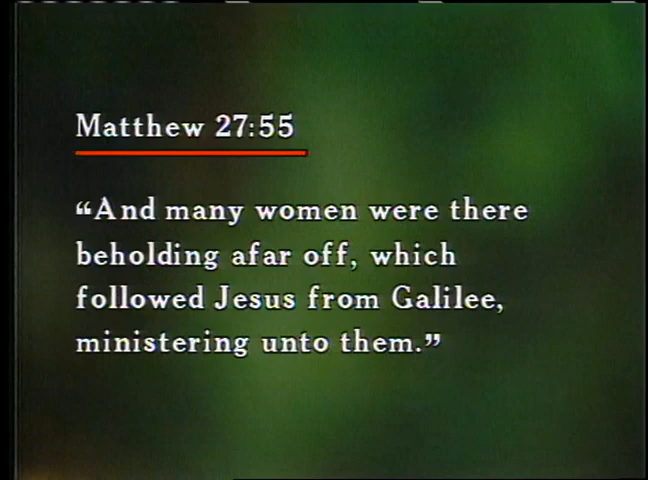 Matthew 27:55
“And many women were there
beholding afar off, which
followed Jesus from Galilee,
ministering unto them.”